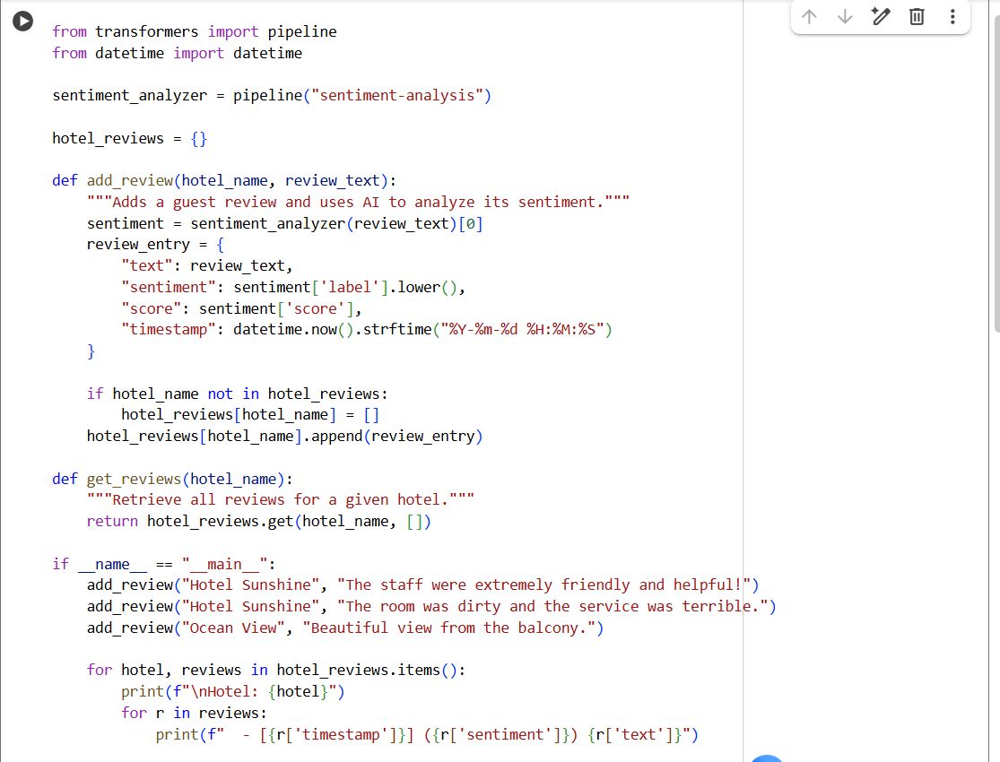 from transformers import pipeline
from datetime import datetime

sentiment_analyzer = pipeline("sentiment-analysis")

hotel_reviews = {}

def add_review(hotel_name, review_text):
    """Adds a guest review and uses AI to analyze its sentiment."""
    sentiment = sentiment_analyzer(review_text)[0]
    review_entry = {
        "text": review_text,
        "sentiment": sentiment['label'].lower(),
        "score": sentiment['score'],
        "timestamp": datetime.now().strftime("%Y-%m-%d %H:%M:%S")
    }

    if hotel_name not in hotel_reviews:
        hotel_reviews[hotel_name] = []
    hotel_reviews[hotel_name].append(review_entry)

def get_reviews(hotel_name):
    """Retrieve all reviews for a given hotel."""
    return hotel_reviews.get(hotel_name, [])

if __name__ == "__main__":
    add_review("Hotel Sunshine", "The staff were extremely friendly and helpful!")
    add_review("Hotel Sunshine", "The room was dirty and the service was terrible.")
    add_review("Ocean View", "Beautiful view from the balcony.")

    for hotel, reviews in hotel_reviews.items():
        print(f"\nHotel: {hotel}")
        for r in reviews:
            print(f"  - [{r['timestamp']}] ({r['sentiment']}) {r['text']}")